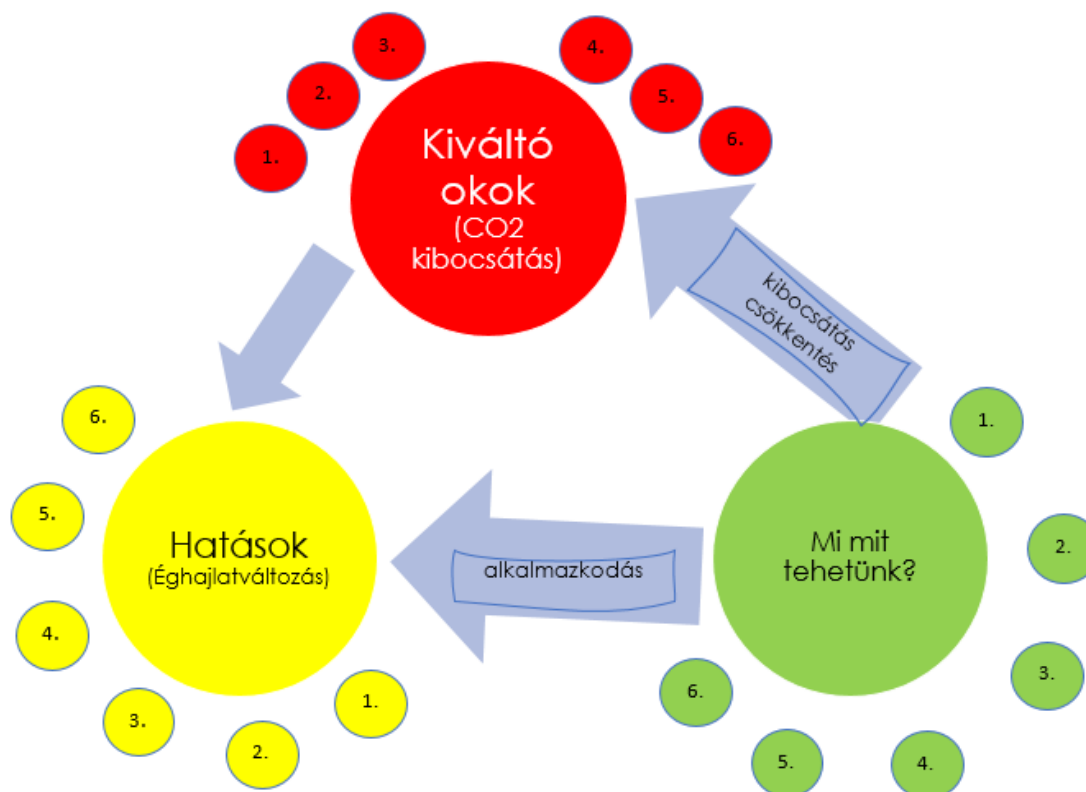 3.
4.
2.
5.
1.
6.
Kiváltó
okok
(CO2
kibocsátás)
kibocsátás
csökkentés
6.
5.
4.
3.
2.
1.
Hatások
(Éghajlatváltozás)
alkalmazkodás
Mi mit
tehetünk?
1.
2.
3.
4.
5.
6.